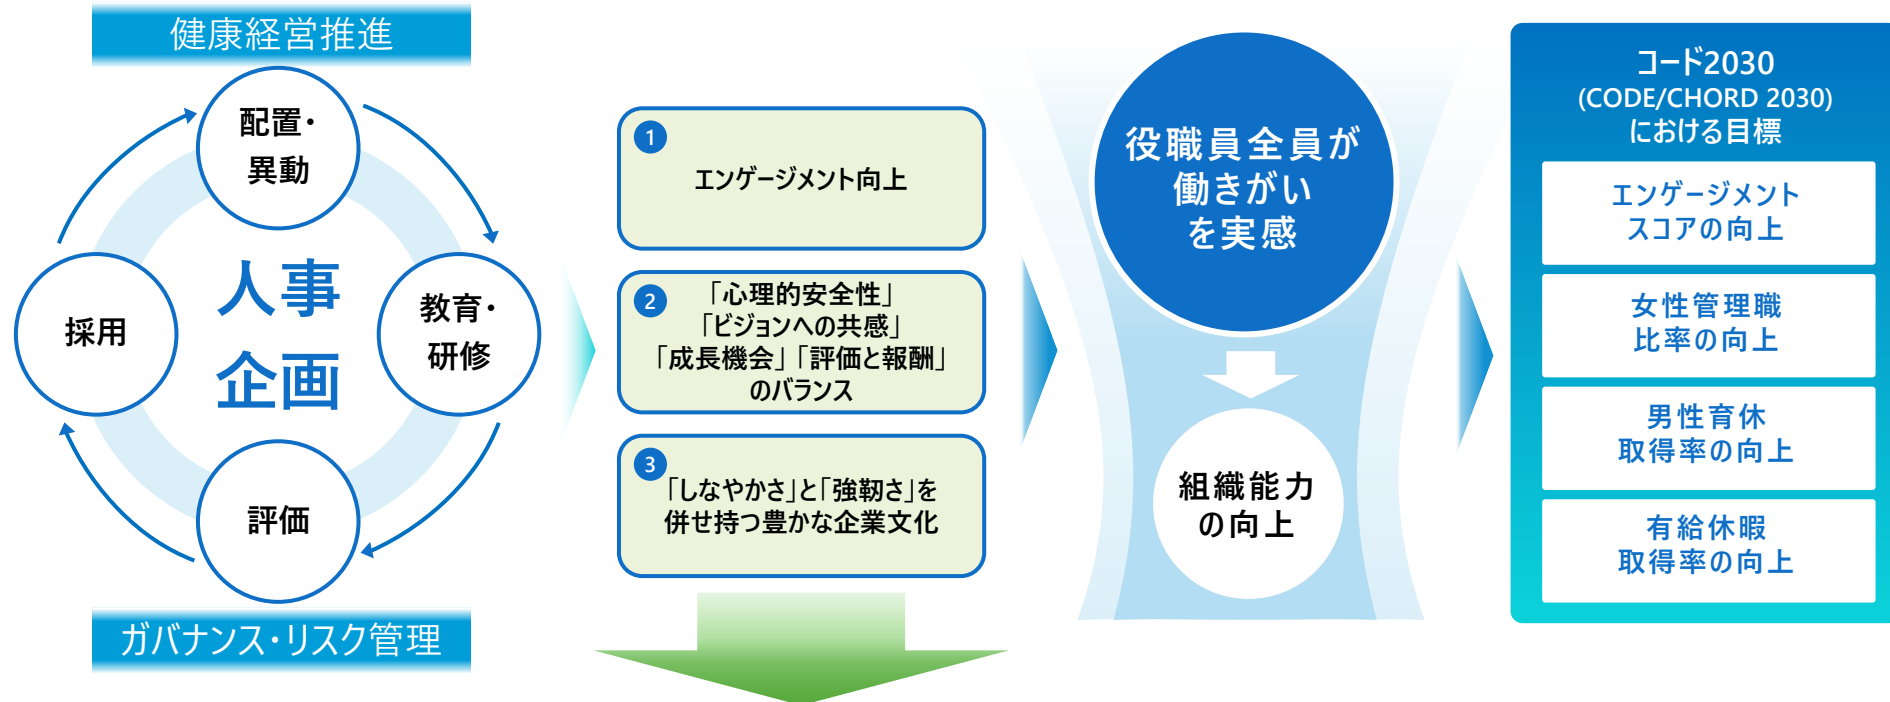 健康経営推進
配置・
異動
人事
企画
採用
教育・
研修
評価
ガバナンス・リスク管理
1
エンゲージメント向上
2
「心理的安全性」
「ビジョンへの共感」
「成長機会」「評価と報酬」
のバランス
3
「しなやかさ」と「強靭さ」を
併せ持つ豊かな企業文化
役職員全員が
働きがい
を実感
組織能力
の向上
コード2030
(CODE/CHORD 2030)
における目標
エンゲージメント
スコアの向上
女性管理職
比率の向上
男性育休
取得率の向上
有給休暇
取得率の向上